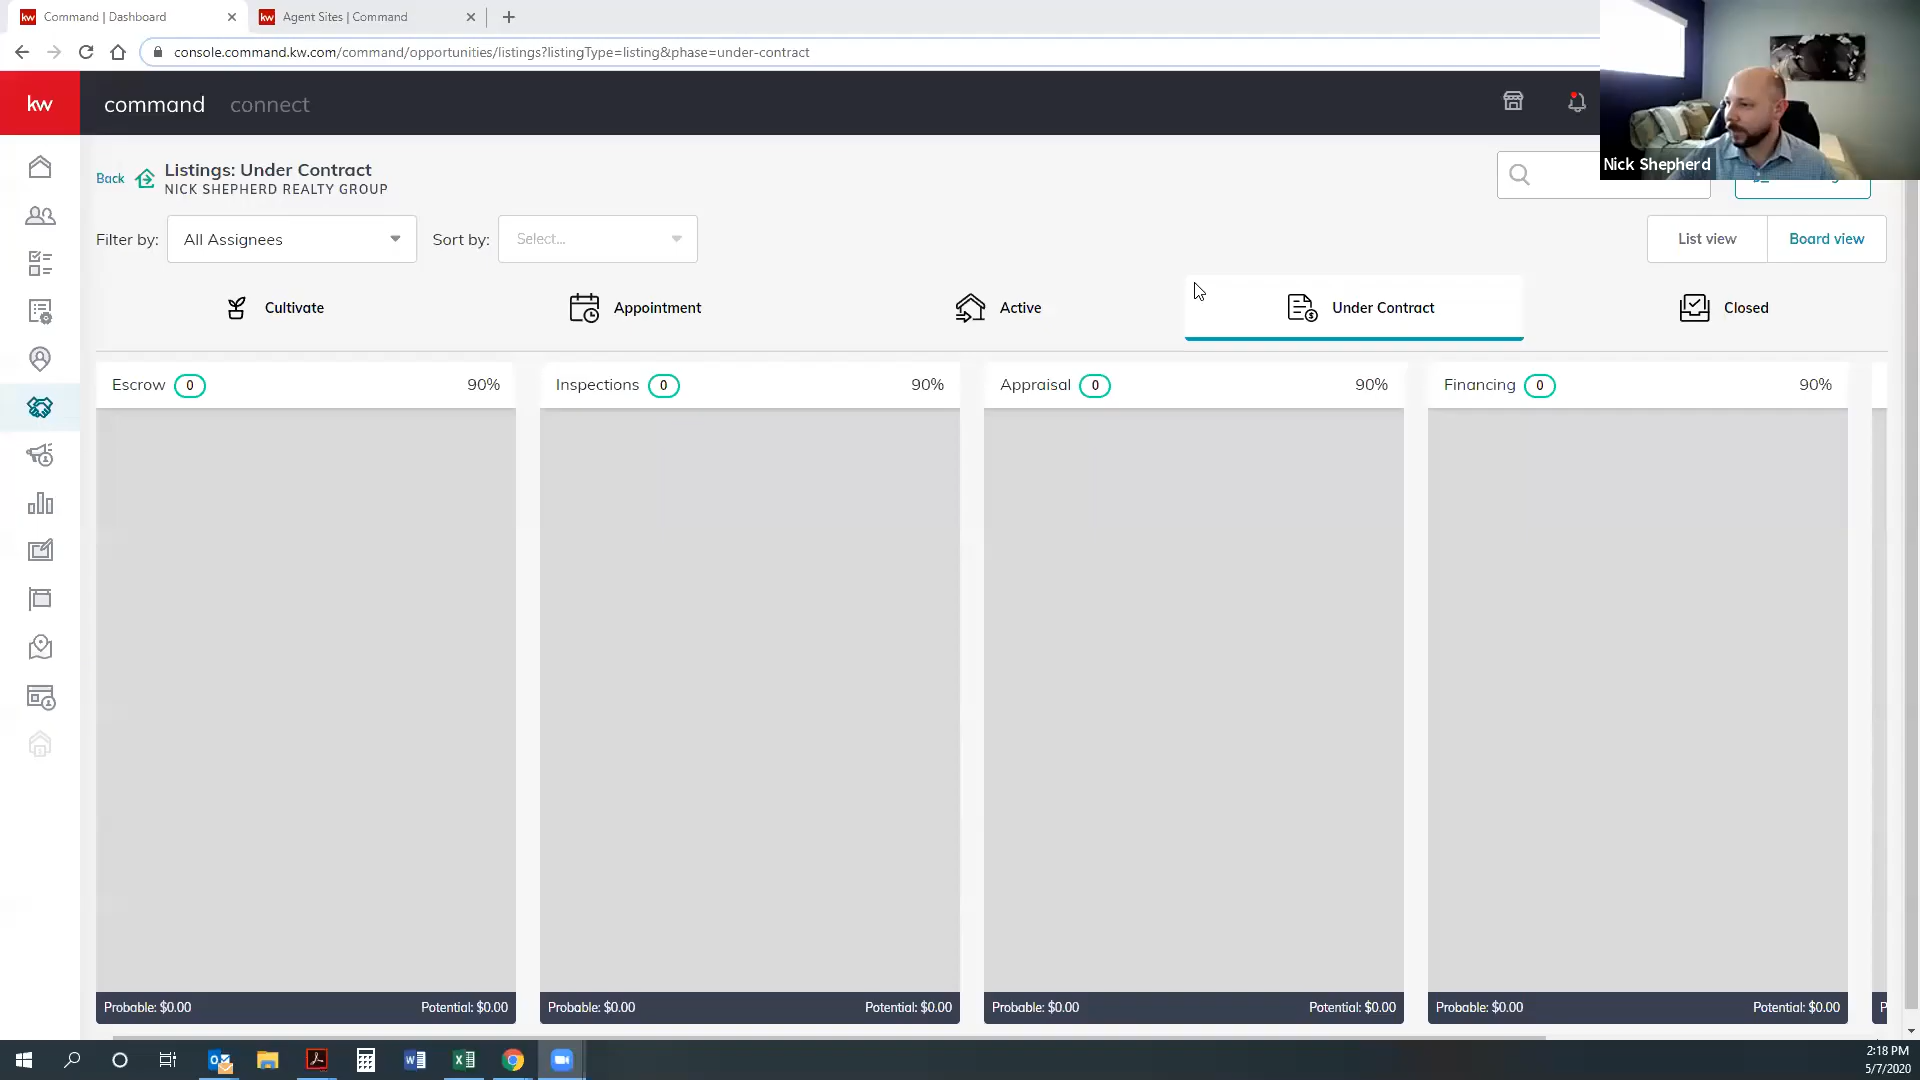 kw Command | Dashboard
kw Agent Sites | Command
console.command.kw.com/command/opportunities/listings?listingType=listing&phase=under-contract
kw command connect
Nick Shepherd
Back Listings: Under Contract
NICK SHEPHERD REALTY GROUP
Filter by: All Assignees Sort by: Select...
List view Board view
Cultivate Appointment Active Under Contract Closed
Escrow 0 90% Inspections 0 90% Appraisal 0 90% Financing 0 90%
Probable: $0.00 Potential: $0.00 Probable: $0.00 Potential: $0.00 Probable: $0.00 Potential: $0.00 Probable: $0.00 Potential: $0.00 P
2:18 PM
5/7/2020